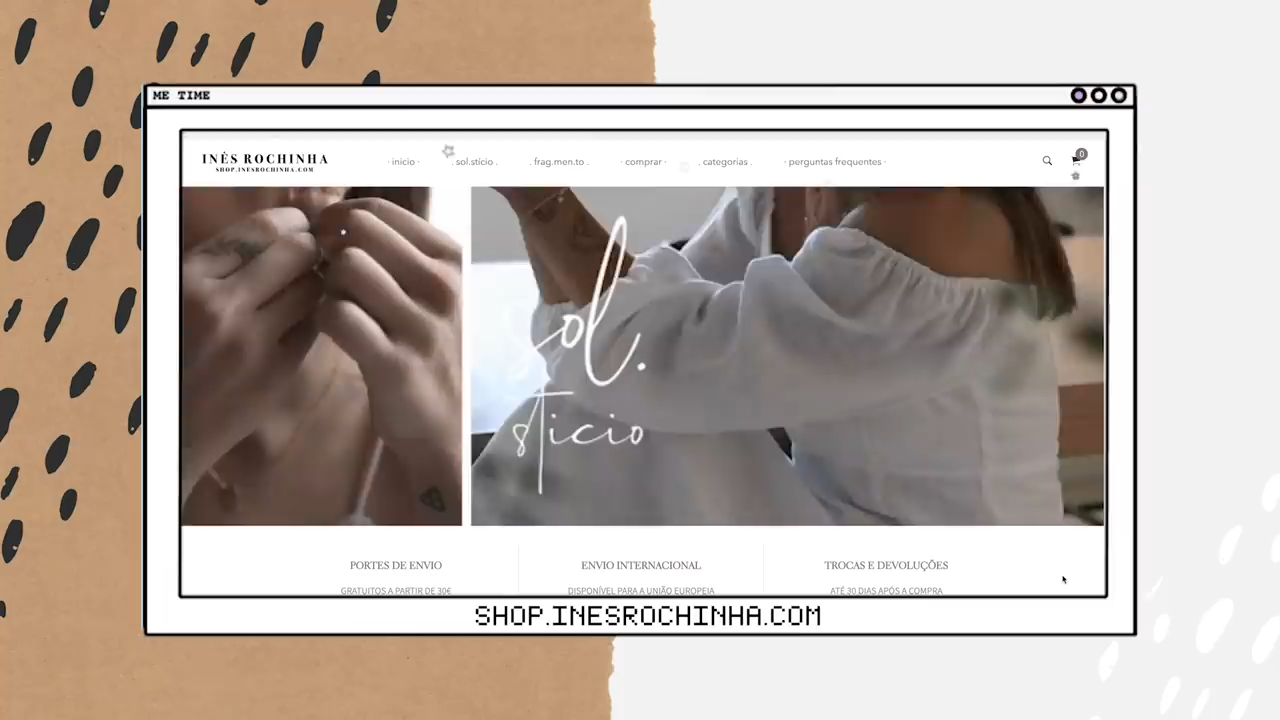 ME TIME
INÊS ROCHINHA
SHOP.INESROCHINHA.COM
· inicio ·
. sol.stício .
. frag.men.to .
· comprar ·
. categorias .
· perguntas frequentes ·
0
sol.
sticio
PORTES DE ENVIO
ENVIO INTERNACIONAL
TROCAS E DEVOLUÇÕES
GRATUITOS A PARTIR DE 30€
DISPONÍVEL PARA A UNIÃO EUROPEIA
ATÉ 30 DIAS APÓS A COMPRA
SHOP.INESROCHINHA.COM